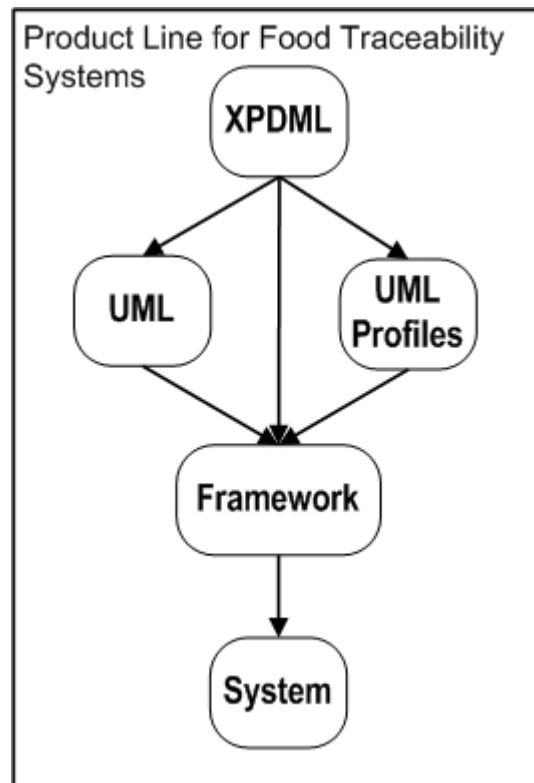 Product Line for Food Traceability
Systems
XPDML
UML
UML
Profiles
Framework
System